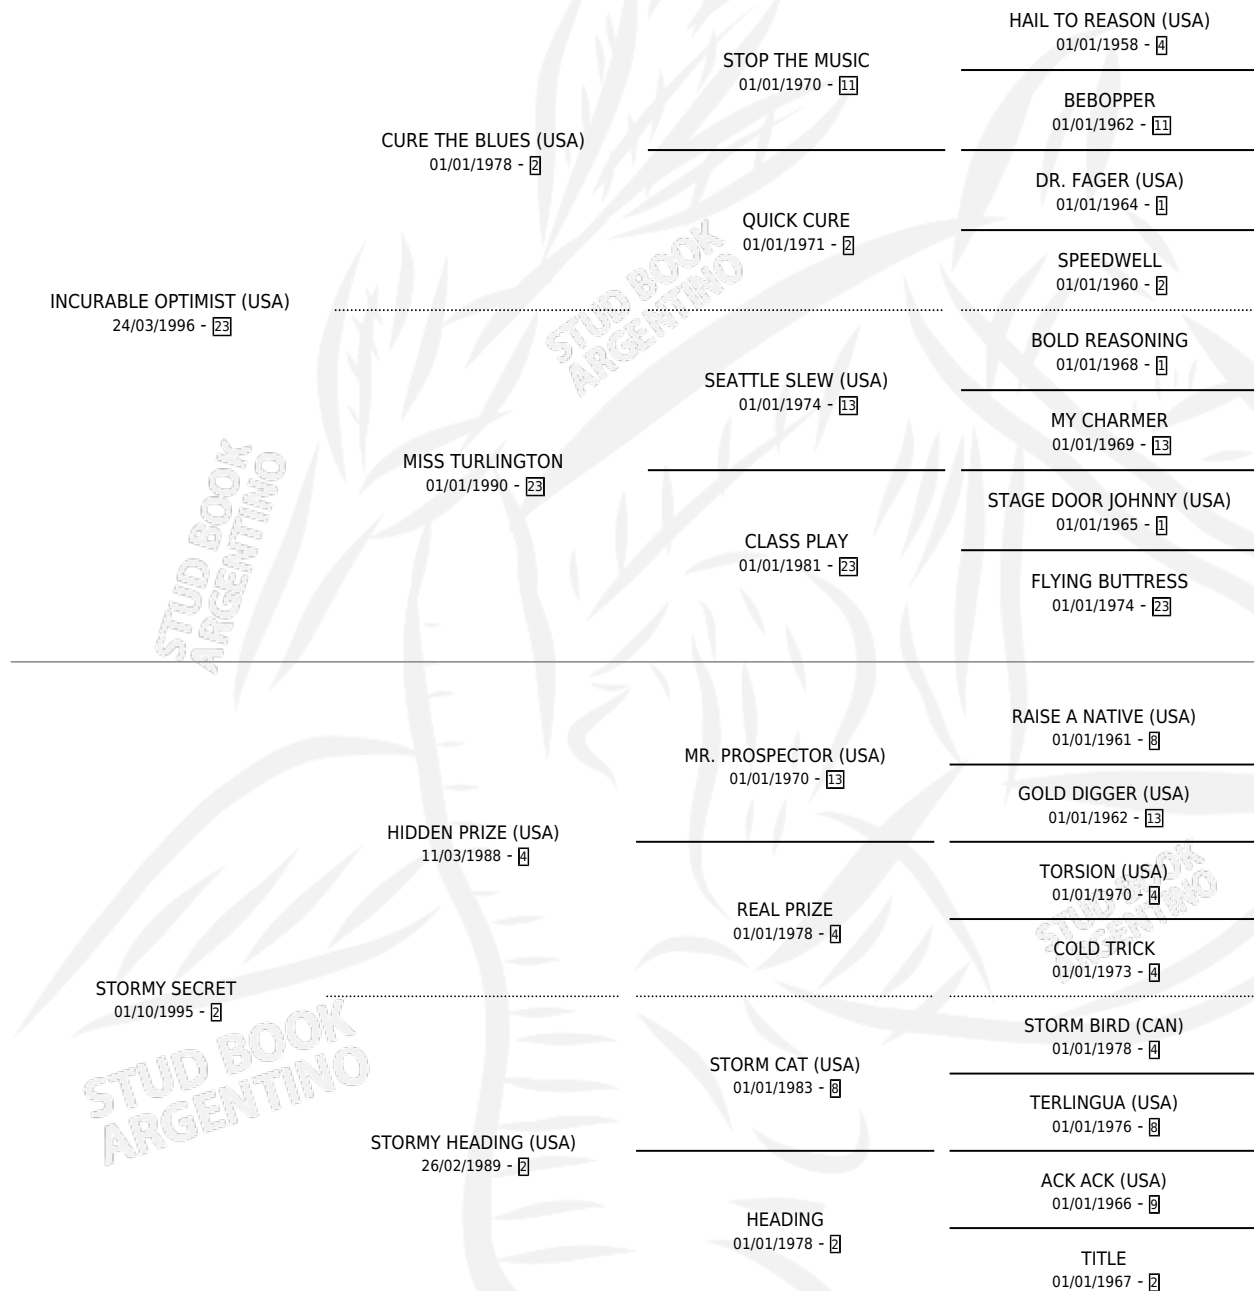 HAIL TO REASON (USA)
01/01/1958 - 4
STOP THE MUSIC
01/01/1970 - 11
BEBOPPER
01/01/1962 - 11
CURE THE BLUES (USA)
01/01/1978 - 2
DR. FAGER (USA)
01/01/1964 - 1
QUICK CURE
01/01/1971 - 2
SPEEDWELL
01/01/1960 - 2
INCURABLE OPTIMIST (USA)
24/03/1996 - 23
BOLD REASONING
01/01/1968 - 1
SEATTLE SLEW (USA)
01/01/1974 - 13
MY CHARMER
01/01/1969 - 13
MISS TURLINGTON
01/01/1990 - 23
STAGE DOOR JOHNNY (USA)
01/01/1965 - 1
CLASS PLAY
01/01/1981 - 23
FLYING BUTTRESS
01/01/1974 - 23
RAISE A NATIVE (USA)
01/01/1961 - 8
MR. PROSPECTOR (USA)
01/01/1970 - 13
GOLD DIGGER (USA)
01/01/1962 - 13
HIDDEN PRIZE (USA)
11/03/1988 - 4
TORSION (USA)
01/01/1970 - 4
REAL PRIZE
01/01/1978 - 4
COLD TRICK
01/01/1973 - 4
STORMY SECRET
01/10/1995 - 2
STORM BIRD (CAN)
01/01/1978 - 4
STORM CAT (USA)
01/01/1983 - 8
TERLINGUA (USA)
01/01/1976 - 8
STORMY HEADING (USA)
26/02/1989 - 2
ACK ACK (USA)
01/01/1966 - 9
HEADING
01/01/1978 - 2
TITLE
01/01/1967 - 2
STUD BOOK
ARGENTINO
STUD BOOK
ARGENTINO
STUD BOOK
ARGENTINO
STUD BOOK
ARGENTINO